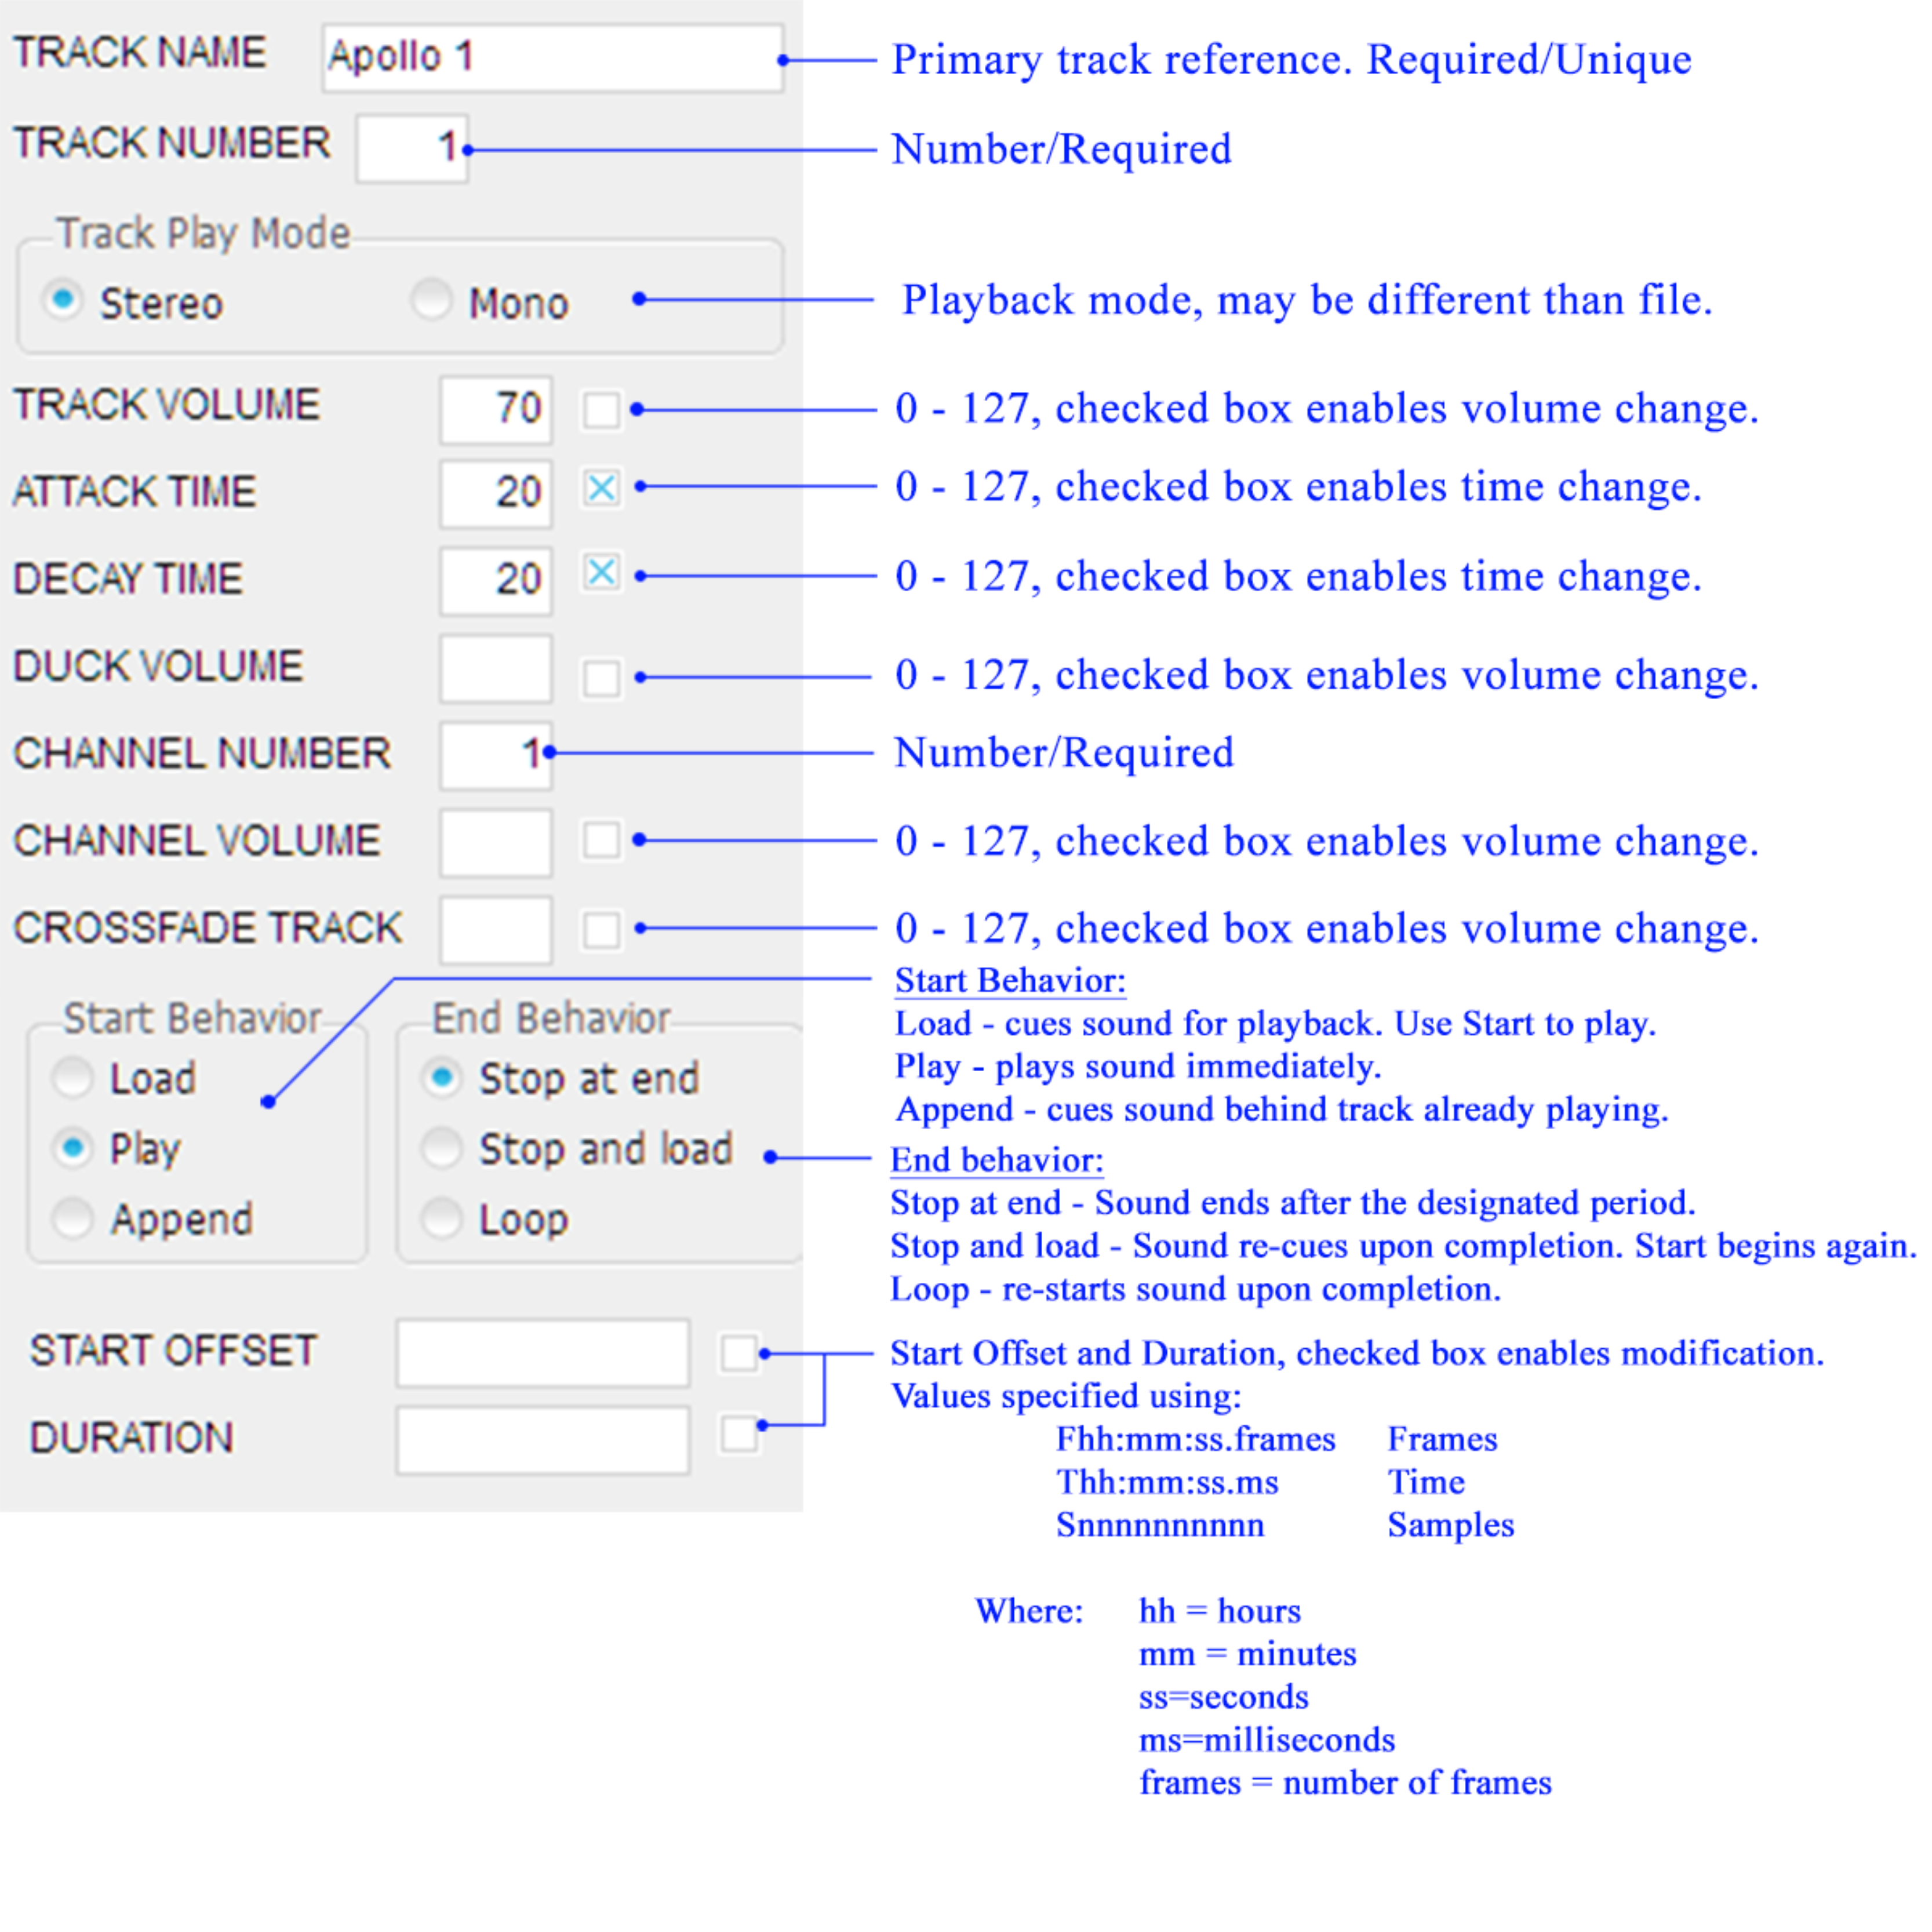 TRACK NAME Apollo 1 Primary track reference. Required/Unique
TRACK NUMBER 1 Number/Required
Track Play Mode
Stereo Mono Playback mode, may be different than file.
TRACK VOLUME 70 0 - 127, checked box enables volume change.
ATTACK TIME 20 0 - 127, checked box enables time change.
DECAY TIME 20 0 - 127, checked box enables time change.
DUCK VOLUME 0 - 127, checked box enables volume change.
CHANNEL NUMBER 1 Number/Required
CHANNEL VOLUME 0 - 127, checked box enables volume change.
CROSSFADE TRACK 0 - 127, checked box enables volume change.
Start Behavior
Load
Play
Append
End Behavior
Stop at end
Stop and load
Loop
Start Behavior:
Load - cues sound for playback. Use Start to play.
Play - plays sound immediately.
Append - cues sound behind track already playing.
End behavior:
Stop at end - Sound ends after the designated period.
Stop and load - Sound re-cues upon completion. Start begins again.
Loop - re-starts sound upon completion.
START OFFSET
DURATION
Start Offset and Duration, checked box enables modification.
Values specified using:
Fhh:mm:ss.frames Frames
Thh:mm:ss.ms Time
Snnnnnnnnnnn Samples
Where: hh = hours
mm = minutes
ss=seconds
ms=milliseconds
frames = number of frames